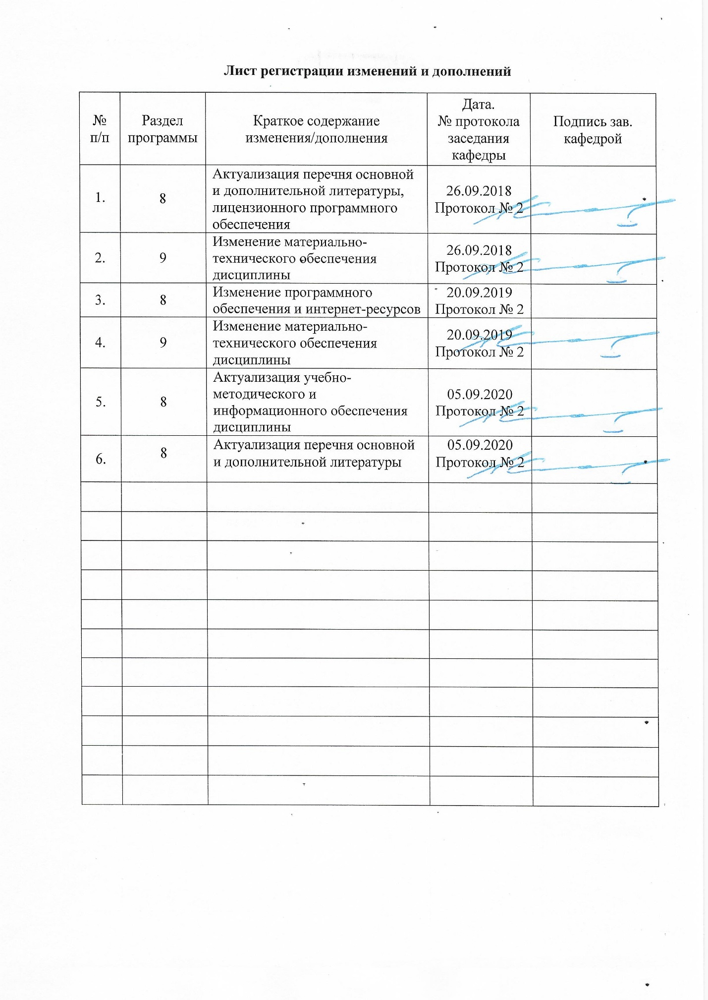 Лист регистрации изменений и дополнений
№
п/п
Раздел
программы
Краткое содержание
изменения/дополнения
Дата.
№ протокола
заседания
кафедры
Подпись зав.
кафедрой
1.
8
Актуализация перечня основной
и дополнительной литературы,
лицензионного программного
обеспечения
26.09.2018
Протокол № 2
2.
9
Изменение материально-
технического обеспечения
дисциплины
26.09.2018
Протокол № 2
3.
8
Изменение программного
обеспечения и интернет-ресурсов
20.09.2019
Протокол № 2
4.
9
Изменение материально-
технического обеспечения
дисциплины
20.09.2019
Протокол № 2
5.
8
Актуализация учебно-
методического и
информационного обеспечения
дисциплины
05.09.2020
Протокол № 2
6.
8
Актуализация перечня основной
и дополнительной литературы
05.09.2020
Протокол № 2